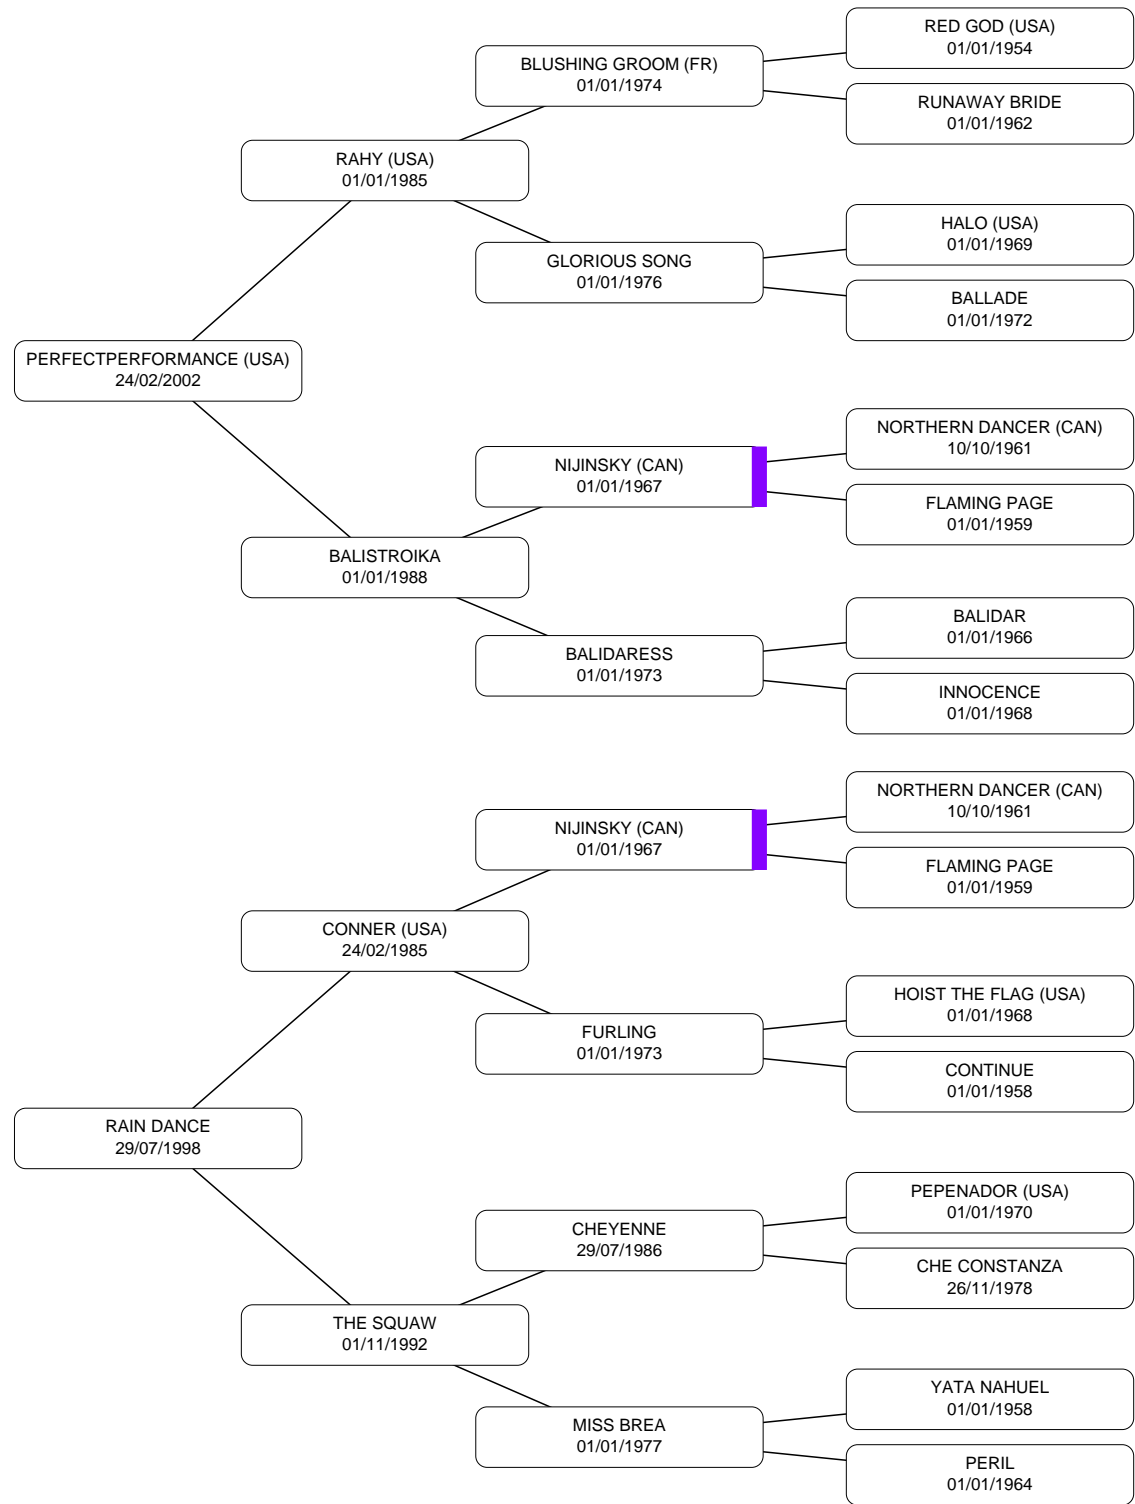 RED GOD (USA)
01/01/1954
BLUSHING GROOM (FR)
01/01/1974
RUNAWAY BRIDE
01/01/1962
RAHY (USA)
01/01/1985
HALO (USA)
01/01/1969
GLORIOUS SONG
01/01/1976
BALLADE
01/01/1972
PERFECTPERFORMANCE (USA)
24/02/2002
NORTHERN DANCER (CAN)
10/10/1961
NIJINSKY (CAN)
01/01/1967
FLAMING PAGE
01/01/1959
BALISTROIKA
01/01/1988
BALIDAR
01/01/1966
BALIDARESS
01/01/1973
INNOCENCE
01/01/1968
NORTHERN DANCER (CAN)
10/10/1961
NIJINSKY (CAN)
01/01/1967
FLAMING PAGE
01/01/1959
CONNER (USA)
24/02/1985
HOIST THE FLAG (USA)
01/01/1968
FURLING
01/01/1973
CONTINUE
01/01/1958
RAIN DANCE
29/07/1998
PEPENADOR (USA)
01/01/1970
CHEYENNE
29/07/1986
CHE CONSTANZA
26/11/1978
THE SQUAW
01/11/1992
YATA NAHUEL
01/01/1958
MISS BREA
01/01/1977
PERIL
01/01/1964